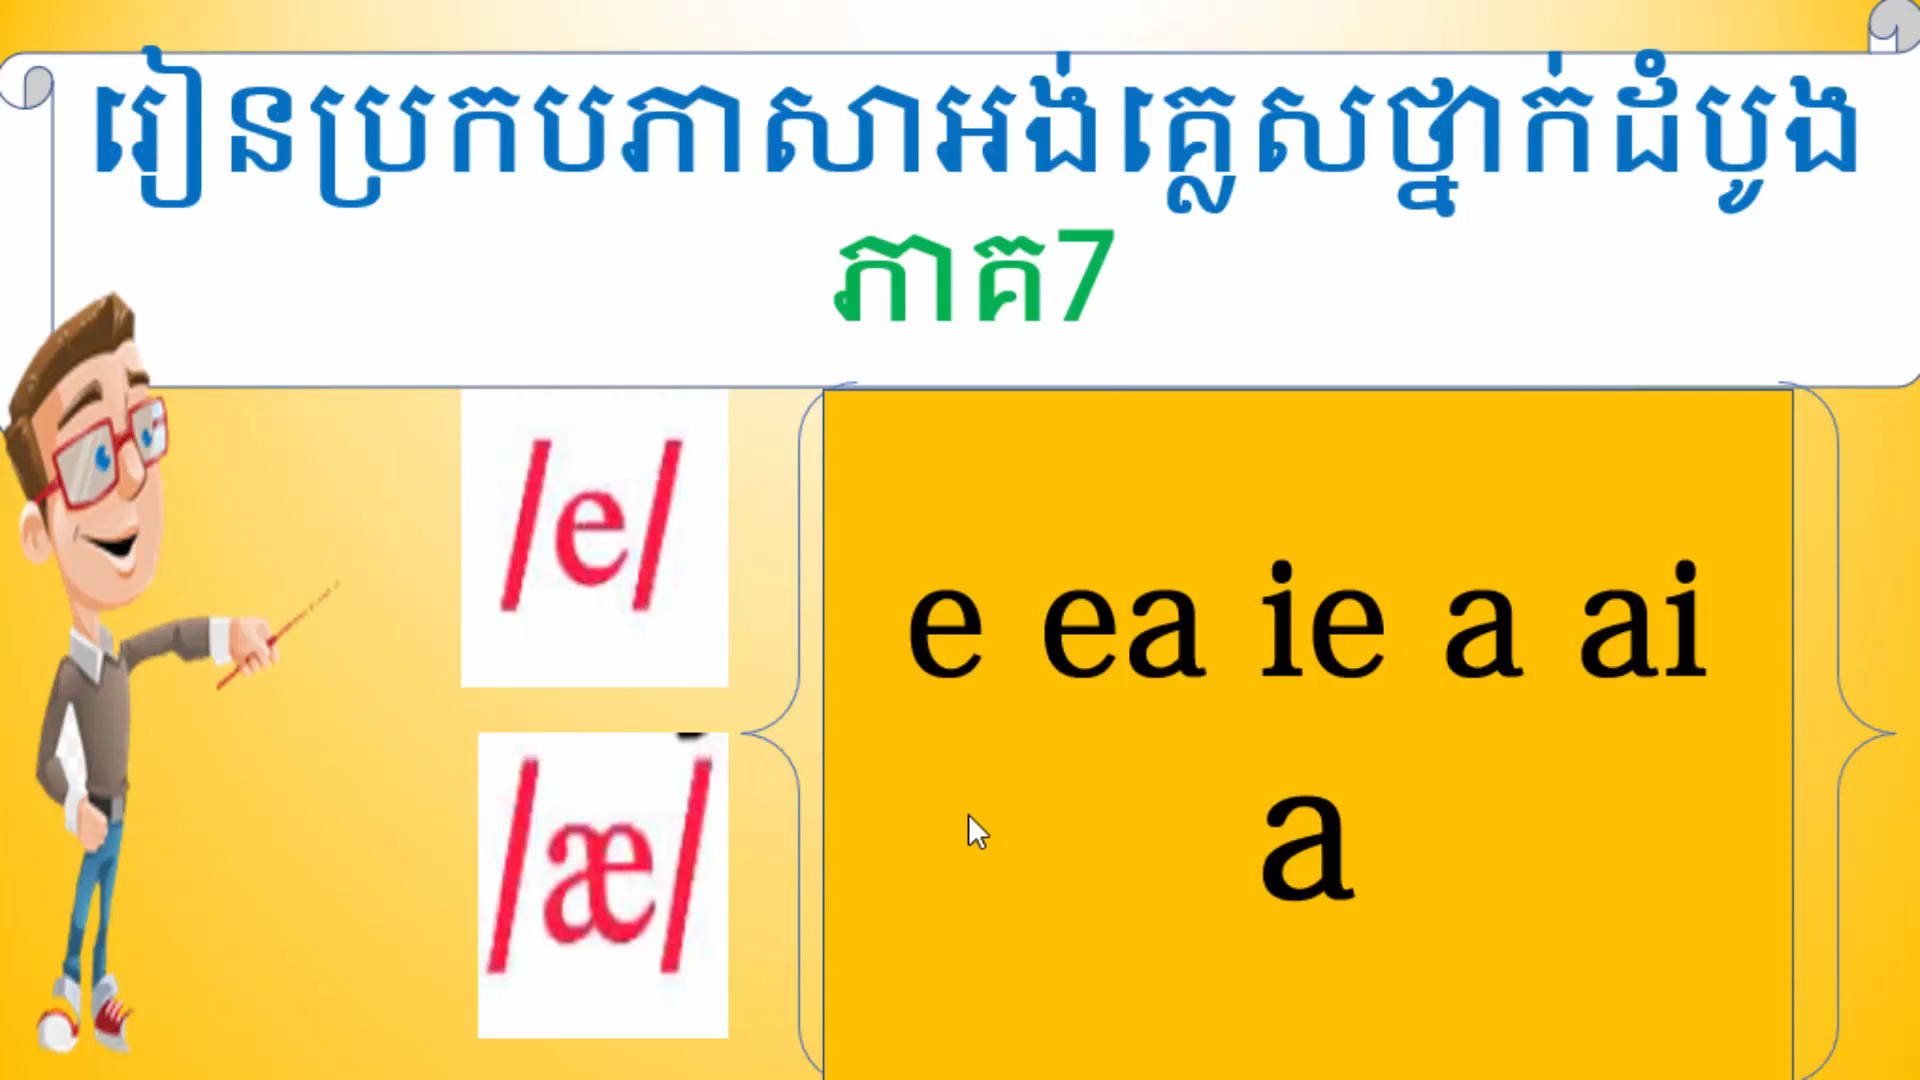 រៀនប្រកបភាសាអង់គ្លេសថ្នាក់ដំបូង
ភាគ7
/e/
e ea ie a ai
/æ/
a